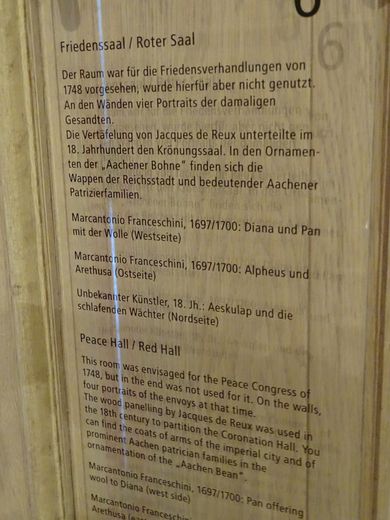 6
6
Friedenssaal / Roter Saal
Der Raum war für die Friedensverhandlungen von
1748 vorgesehen, wurde hierfür aber nicht genutzt.
An den Wänden vier Portraits der damaligen
Gesandten.
Die Vertäfelung von Jacques de Reux unterteilte im
18. Jahrhundert den Krönungssaal. In den Ornamen-
ten der „Aachener Bohne“ finden sich die
Wappen der Reichsstadt und bedeutender Aachener
Patrizierfamilien.
Marcantonio Franceschini, 1697/1700: Diana und Pan
mit der Wolle (Westseite)
Marcantonio Franceschini, 1697/1700: Alpheus und
Arethusa (Ostseite)
Unbekannter Künstler, 18. Jh.: Aeskulap und die
schlafenden Wächter (Nordseite)
Peace Hall / Red Hall
This room was envisaged for the Peace Congress of
1748, but in the end was not used for it. On the walls,
four portraits of the envoys at that time.
The wood panelling by Jacques de Reux was used in
the 18th century to partition the Coronation Hall. You
can find the coats of arms of the imperial city and of
prominent Aachen patrician families in the
ornamentation of the „Aachen Bean“.
Marcantonio Franceschini, 1697/1700: Pan offering
wool to Diana (west side)
Marcantonio Franceschini, 1697/1700:
Arethusa